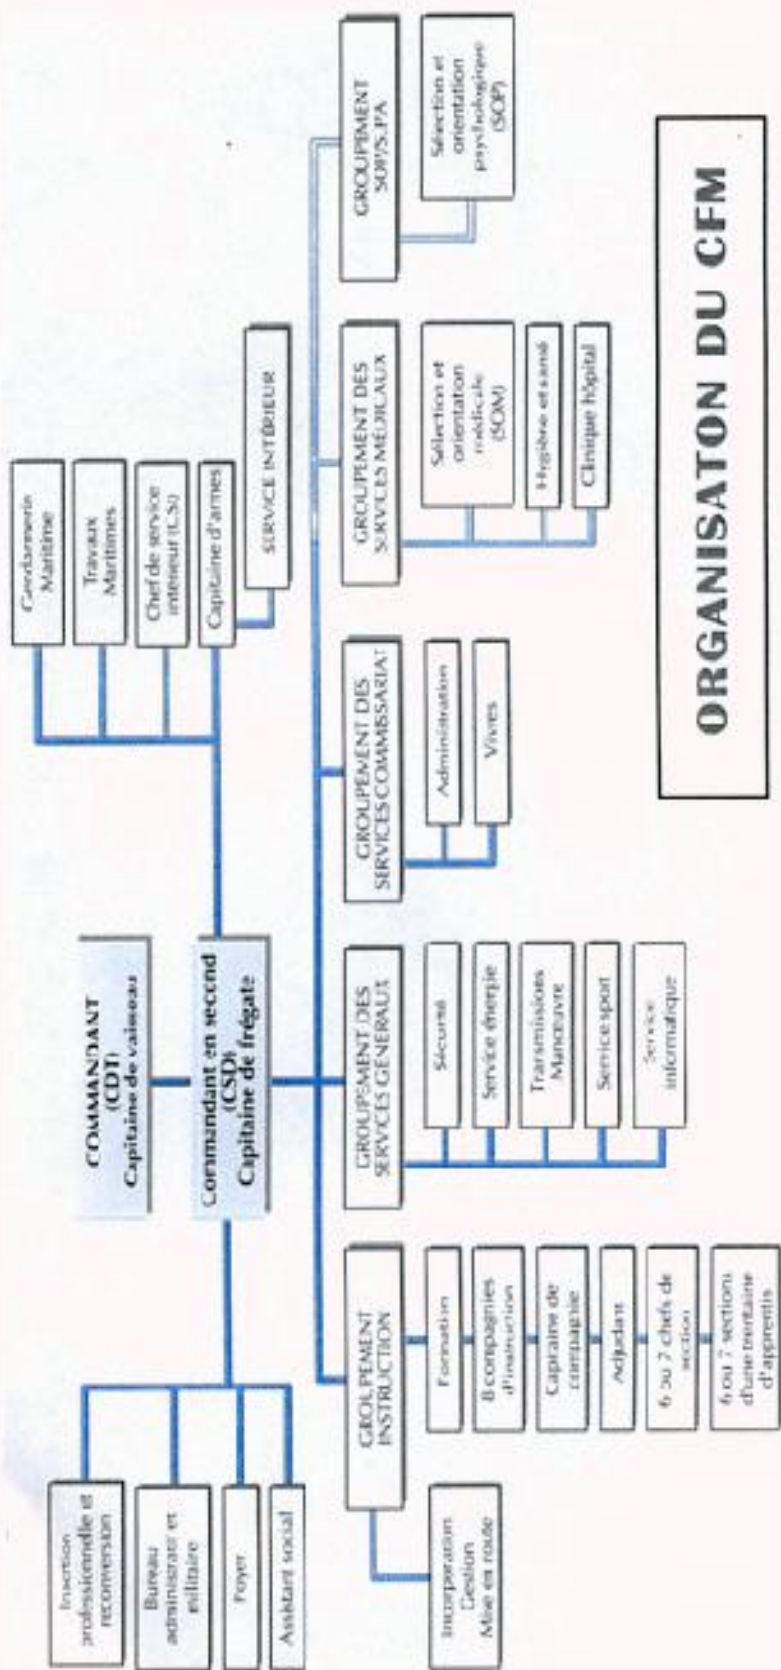 COMMANDANT
(CDT)
Capitaine de vaisseau
Commandant en second
(CSD)
Capitaine de frégate
Insertion
professionnelle et
reconversion
Bureau
administratif et
militaire
Foyer
Assistant social
Gendarmerie
Maritime
Travaux
Maritimes
Chef de service
intérieur (C.S.I)
Capitaine d'armes
SERVICE INTÉRIEUR
GROUPEMENT
INSTRUCTION
Incorporation
Gestion
Mise en route
Formation
8 compagnies
d'instruction
Capitaine de
compagnie
Adjudant
6 ou 7 chefs de
section
6 ou 7 sections
d'une trentaine
d'apprentis
GROUPEMENT DES
SERVICES GENERAUX
Sécurité
Service énergie
Transmissions
Manœuvre
Service sport
Service
informatique
GROUPEMENT DES
SERVICES COMMISSARIAT
Administration
Vivres
GROUPEMENT DES
SERVICES MÉDICAUX
Sélection et
orientation
médicale
(SOM)
Hygiène et santé
Clinique hôpital
GROUPEMENT
SOP/S.PA
Sélection et
orientation
psychologique
(SOP)
ORGANISATON DU CFM